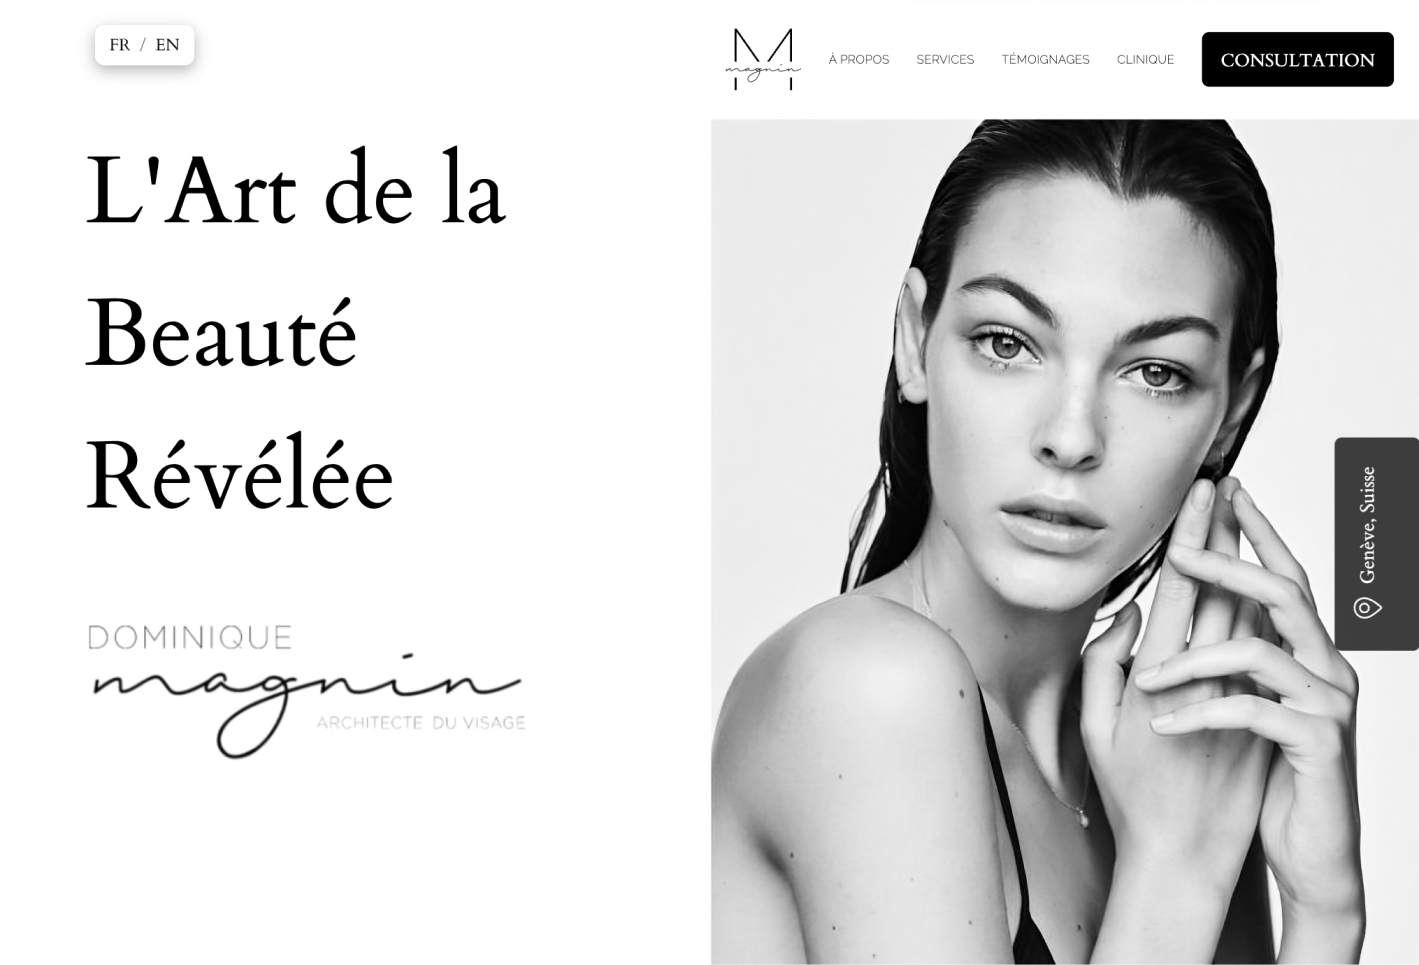 FR / EN
M
magnin
À PROPOS
SERVICES
TÉMOIGNAGES
CLINIQUE
CONSULTATION
L'Art de la
Beauté
Révélée
DOMINIQUE
magnin
ARCHITECTE DU VISAGE
Genève, Suisse